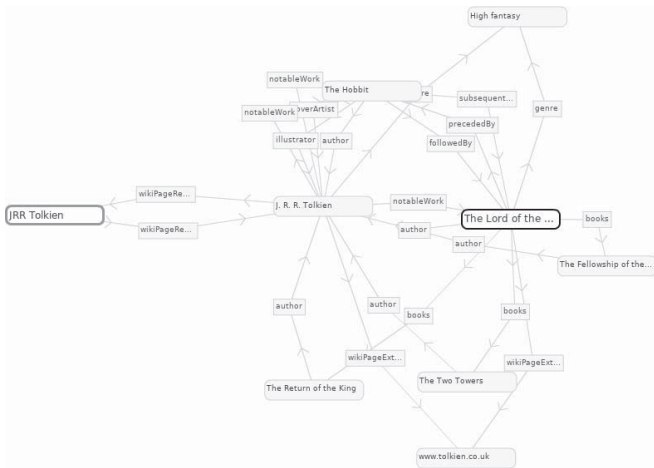 High fantasy
notableWork
The Hobbit
re
subsequent...
notableWork
overArtist
genre
precededBy
illustrator
author
followedBy
wikiPageRe...
J. R. R. Tolkien
notableWork
JRR Tolkien
The Lord of the ...
books
wikiPageRe...
author
author
The Fellowship of the...
author
author
books
books
wikiPageExt...
wikiPageExt...
The Return of the King
The Two Towers
www.tolkien.co.uk